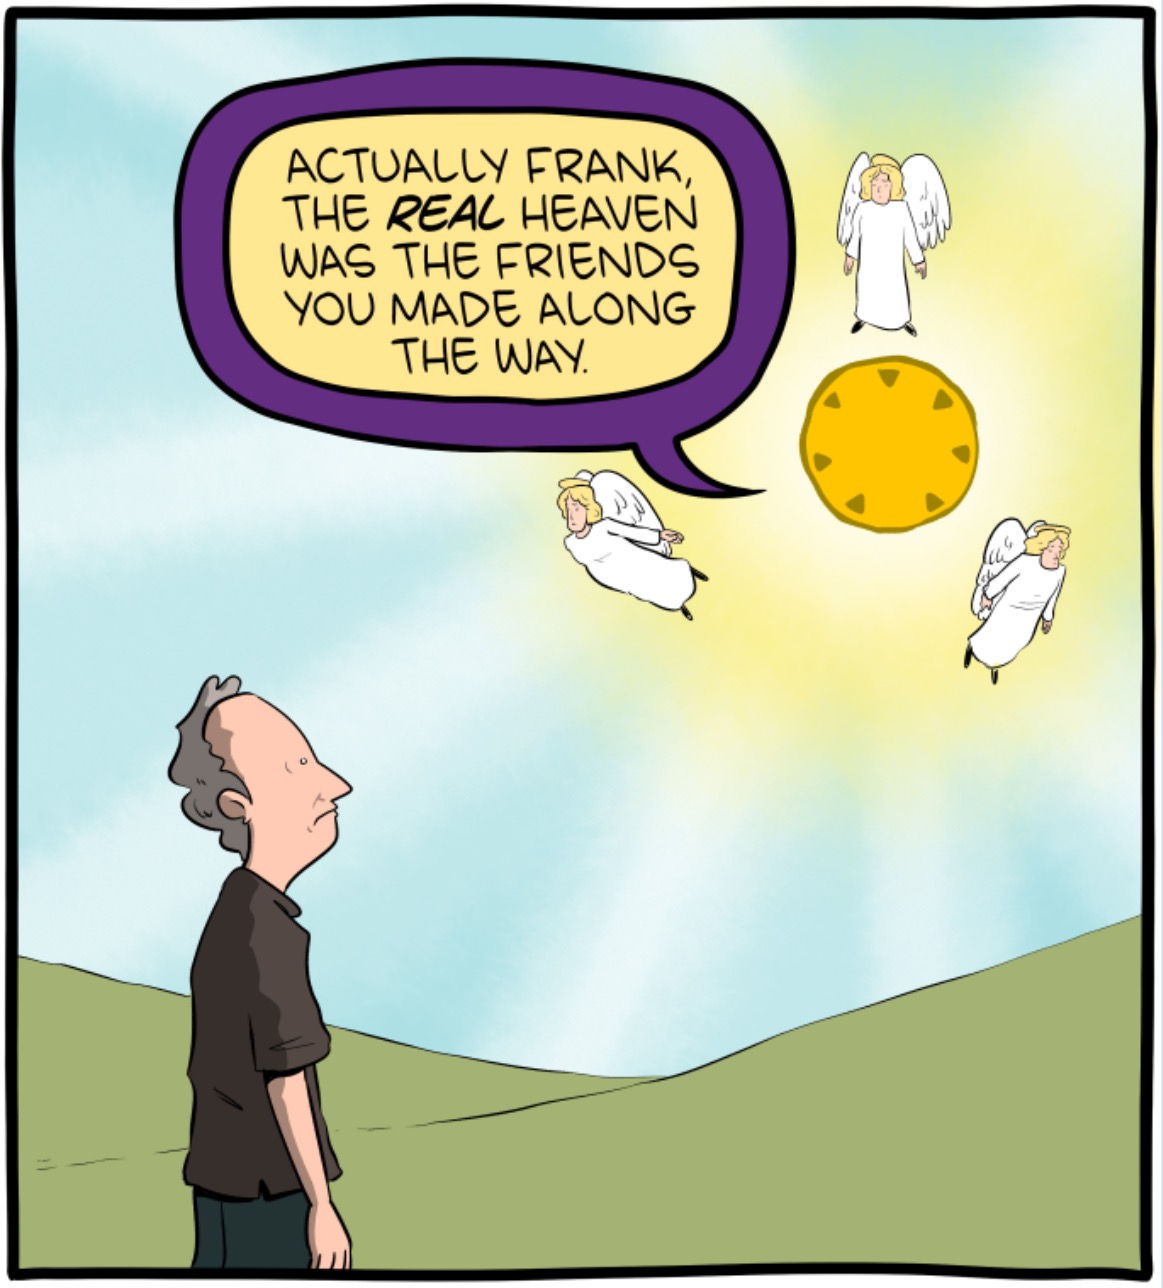 ACTUALLY FRANK,
THE REAL HEAVEN
WAS THE FRIENDS
YOU MADE ALONG
THE WAY.